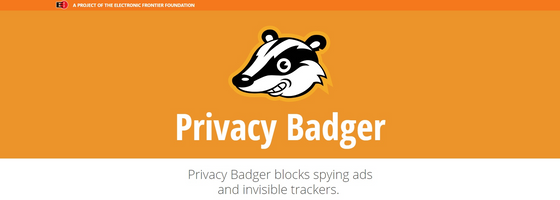 A PROJECT OF THE ELECTRONIC FRONTIER FOUNDATION
Privacy Badger
Privacy Badger blocks spying ads
and invisible trackers.